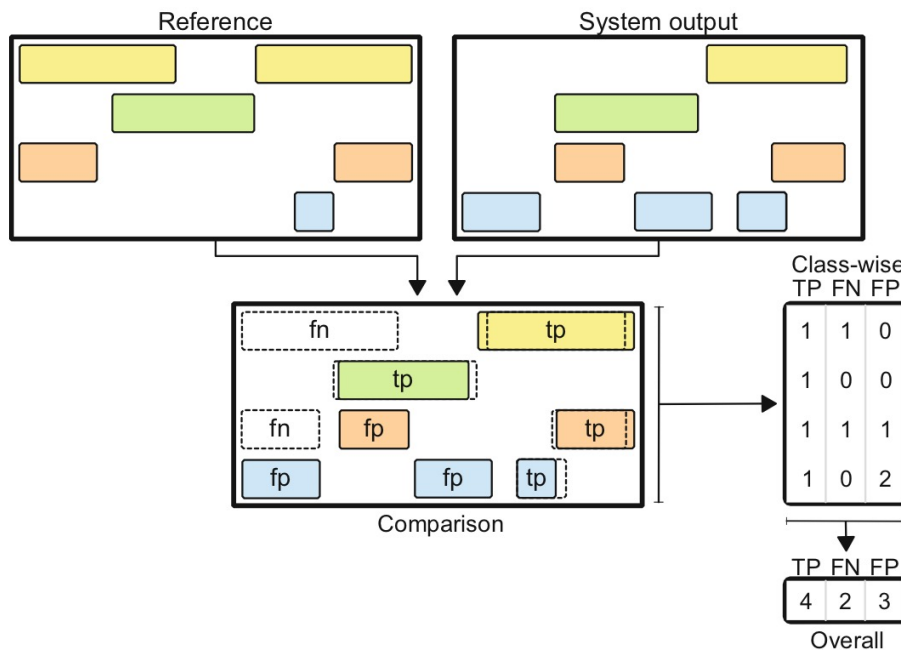 Reference
System output
fn tp
tp
fn fp tp
fp fp tp
Comparison
Class-wise
TP FN FP
1 1 0
1 0 0
1 1 1
1 0 2
TP FN FP
4 2 3
Overall